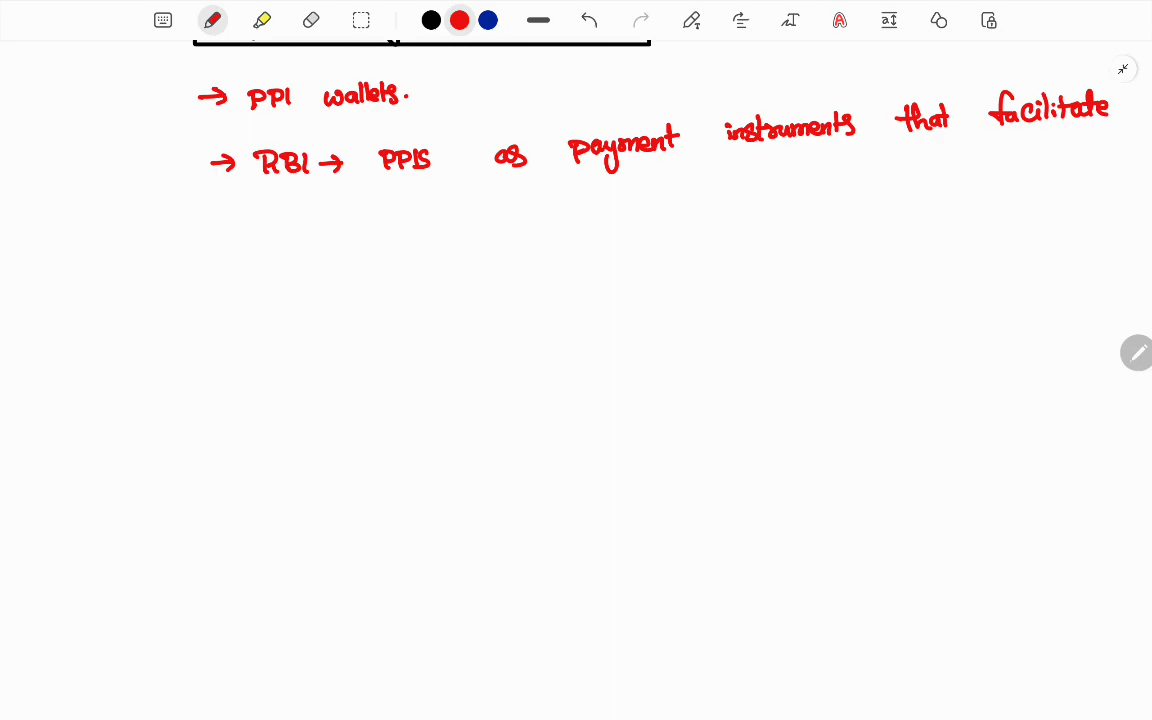 → PPI wallets.
→ RBI → PPIS as payment instruments that facilitate